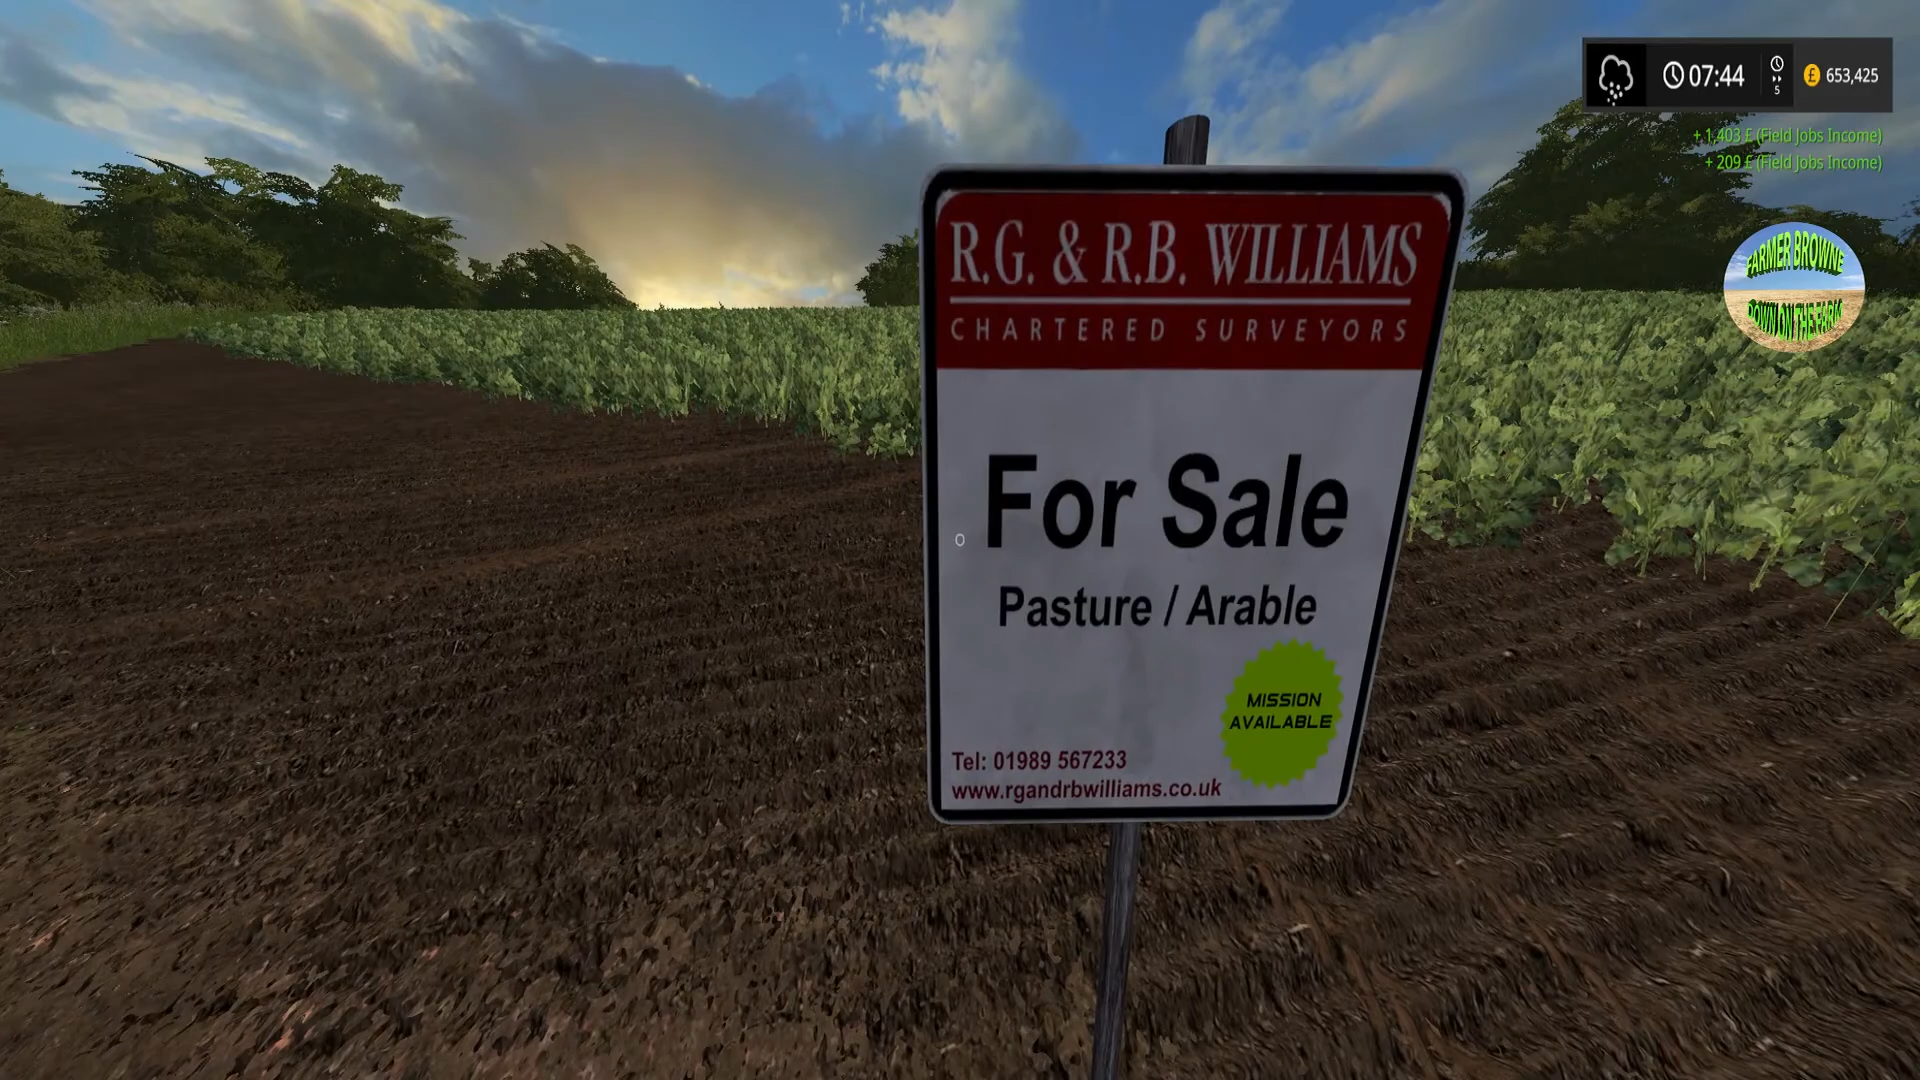 07:44
5
£ 653,425
+ 1,403 £ (Field Jobs Income)
+ 209 £ (Field Jobs Income)
FARMER BROWNE
DOWN ON THE FARM
R.G. & R.B. WILLIAMS
CHARTERED SURVEYORS
For Sale
Pasture / Arable
MISSION
AVAILABLE
Tel: 01989 567233
www.rgandrbwilliams.co.uk